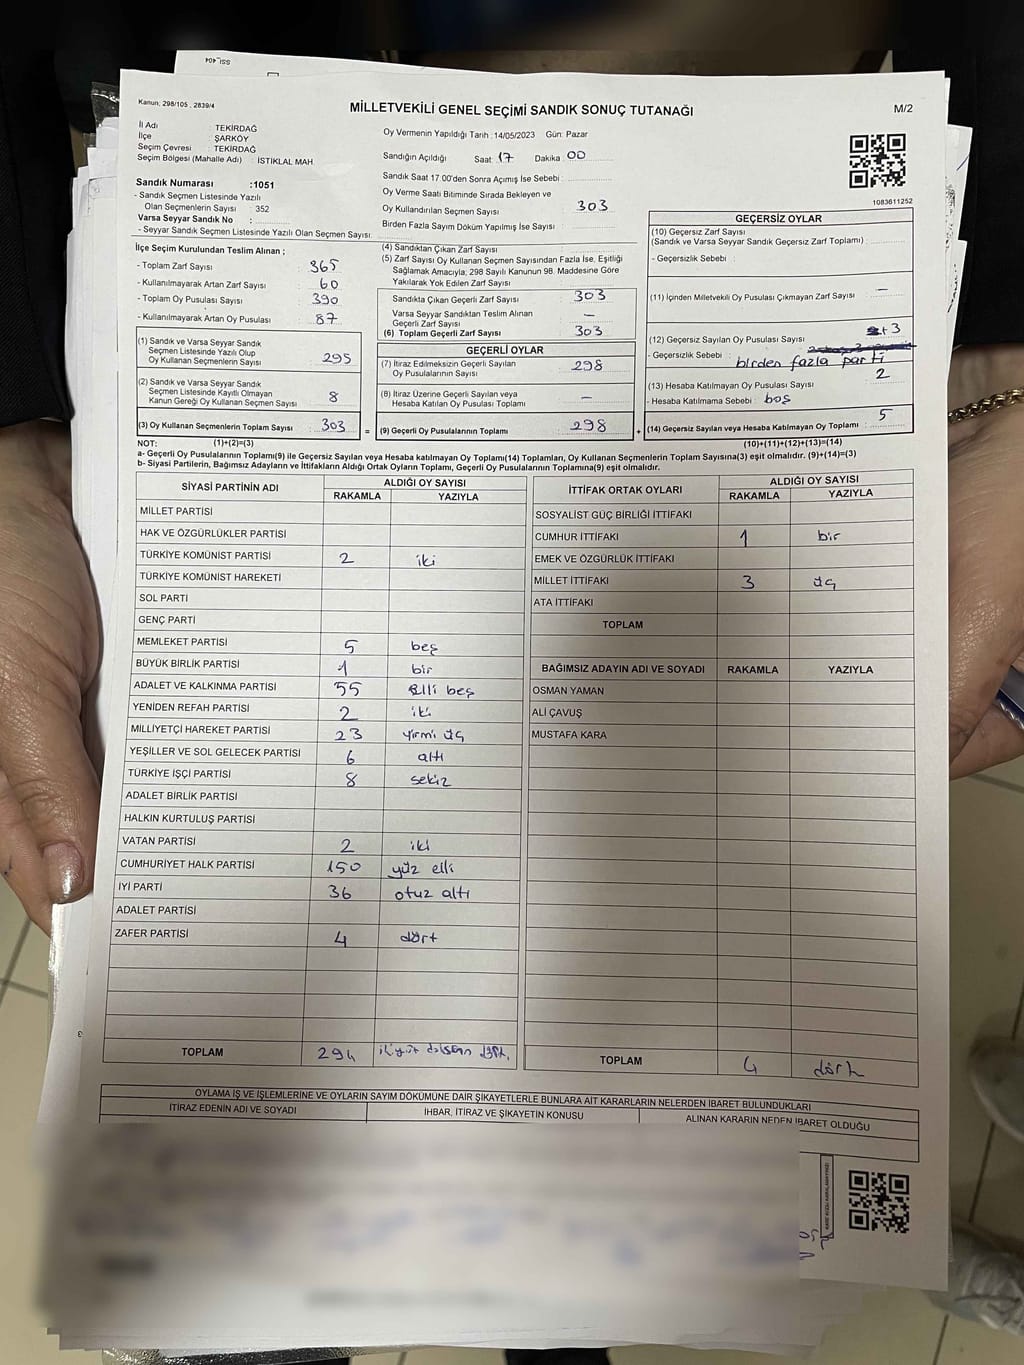 Kanun: 298/105 , 2839/4
MİLLETVEKİLİ GENEL SEÇİMİ SANDIK SONUÇ TUTANAĞI
M/2
İl Adı : TEKİRDAĞ
İlçe : ŞARKÖY
Seçim Çevresi : TEKİRDAĞ
Seçim Bölgesi (Mahalle Adı) : İSTİKLAL MAH.
Sandık Numarası :1051
- Sandık Seçmen Listesinde Yazılı
Olan Seçmenlerin Sayısı : 352
Varsa Seyyar Sandık No :
- Seyyar Sandık Seçmen Listesinde Yazılı Olan Seçmen Sayısı:
Oy Vermenin Yapıldığı Tarih :14/05/2023 Gün: Pazar
Sandığın Açıldığı Saat 17 Dakika 00
Sandık Saat 17.00'den Sonra Açımış İse Sebebi :
Oy Verme Saati Bitiminde Sırada Bekleyen ve
Oy Kullandırılan Seçmen Sayısı 303
Birden Fazla Sayım Döküm Yapılmış İse Sayısı :
1083611252
İlçe Seçim Kurulundan Teslim Alınan ;
- Toplam Zarf Sayısı : 365
- Kullanılmayarak Artan Zarf Sayısı : 60
- Toplam Oy Pusulası Sayısı : 390
- Kullanılmayarak Artan Oy Pusulası : 87
(1) Sandık ve Varsa Seyyar Sandık
Seçmen Listesinde Yazılı Olup
Oy Kullanan Seçmenlerin Sayısı : 295
(2) Sandık ve Varsa Seyyar Sandık
Seçmen Listesinde Kayıtlı Olmayan
Kanun Gereği Oy Kullanan Seçmen Sayısı : 8
(3) Oy Kullanan Seçmenlerin Toplam Sayısı : 303 =
(4) Sandıktan Çıkan Zarf Sayısı
(5) Zarf Sayısı Oy Kullanan Seçmen Sayısından Fazla İse, Eşitliği
Sağlamak Amacıyla; 298 Sayılı Kanunun 98. Maddesine Göre
Yakılarak Yok Edilen Zarf Sayısı :
Sandıkta Çıkan Geçerli Zarf Sayısı : 303
Varsa Seyyar Sandıktan Teslim Alınan
Geçerli Zarf Sayısı : -
(6) Toplam Geçerli Zarf Sayısı : 303
GEÇERLİ OYLAR
(7) İtiraz Edilmeksizin Geçerli Sayılan
Oy Pusulalarının Sayısı : 298
(8) İtiraz Üzerine Geçerli Sayılan veya
Hesaba Katılan Oy Pusulası Toplamı : -
(9) Geçerli Oy Pusulalarının Toplamı : 298 +
GEÇERSİZ OYLAR
(10) Geçersiz Zarf Sayısı
(Sandık ve Varsa Seyyar Sandık Geçersiz Zarf Toplamı) :
- Geçersizlik Sebebi :
(11) İçinden Milletvekili Oy Pusulası Çıkmayan Zarf Sayısı : -
(12) Geçersiz Sayılan Oy Pusulası Sayısı : 3
- Geçersizlik Sebebi : birden fazla parti
(13) Hesaba Katılmayan Oy Pusulası Sayısı : 2
- Hesaba Katılmama Sebebi : boş
(14) Geçersiz Sayılan veya Hesaba Katılmayan Oy Toplamı : 5
NOT: (1)+(2)=(3) (10)+(11)+(12)+(13)=(14)
a- Geçerli Oy Pusulalarının Toplamı(9) ile Geçersiz Sayılan veya Hesaba katılmayan Oy Toplamı(14) Toplamları, Oy Kullanan Seçmenlerin Toplam Sayısına(3) eşit olmalıdır. (9)+(14)=(3)
b- Siyasi Partilerin, Bağımsız Adayların ve İttifakların Aldığı Ortak Oyların Toplamı, Geçerli Oy Pusulalarının Toplamına(9) eşit olmalıdır.
SİYASİ PARTİNİN ADI ALDIĞI OY SAYISI
RAKAMLA YAZIYLA
MİLLET PARTİSİ
HAK VE ÖZGÜRLÜKLER PARTİSİ
TÜRKİYE KOMÜNİST PARTİSİ 2 iki
TÜRKİYE KOMÜNİST HAREKETİ
SOL PARTİ
GENÇ PARTİ
MEMLEKET PARTİSİ 5 beş
BÜYÜK BİRLİK PARTİSİ 1 bir
ADALET VE KALKINMA PARTİSİ 55 elli beş
YENİDEN REFAH PARTİSİ 2 iki
MİLLİYETÇİ HAREKET PARTİSİ 23 yirmi üç
YEŞİLLER VE SOL GELECEK PARTİSİ 6 altı
TÜRKİYE İŞÇİ PARTİSİ 8 sekiz
ADALET BİRLİK PARTİSİ
HALKIN KURTULUŞ PARTİSİ
VATAN PARTİSİ 2 iki
CUMHURİYET HALK PARTİSİ 150 yüz elli
İYİ PARTİ 36 otuz altı
ADALET PARTİSİ
ZAFER PARTİSİ 4 dört
TOPLAM 294
İTTİFAK ORTAK OYLARI ALDIĞI OY SAYISI
RAKAMLA YAZIYLA
SOSYALİST GÜÇ BİRLİĞİ İTTİFAKI
CUMHUR İTTİFAKI 1 bir
EMEK VE ÖZGÜRLÜK İTTİFAKI
MİLLET İTTİFAKI 3 üç
ATA İTTİFAKI
TOPLAM
BAĞIMSIZ ADAYIN ADI VE SOYADI RAKAMLA YAZIYLA
OSMAN YAMAN
ALİ ÇAVUŞ
MUSTAFA KARA
TOPLAM 4 dört
OYLAMA İŞ VE İŞLEMLERİNE VE OYLARIN SAYIM DÖKÜMÜNE DAİR ŞİKAYETLERLE BUNLARA AİT KARARLARIN NELERDEN İBARET BULUNDUKLARI
İTİRAZ EDENİN ADI VE SOYADI İHBAR, İTİRAZ VE ŞİKAYETİN KONUSU ALINAN KARARIN NEDEN İBARET OLDUĞU